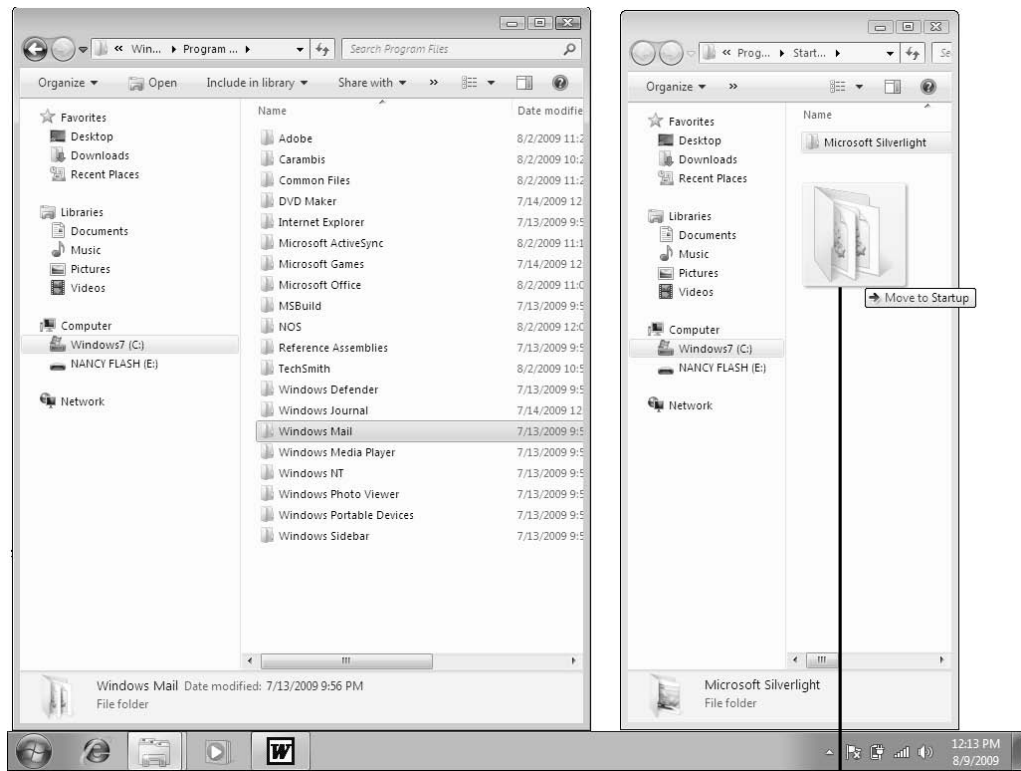 « Win... Program ... Search Program Files
Organize Open Include in library Share with »
Favorites
Desktop
Downloads
Recent Places
Libraries
Documents
Music
Pictures
Videos
Computer
Windows7 (C:)
NANCY FLASH (E:)
Network
Name Date modifie
Adobe 8/2/2009 11:2
Carambis 8/2/2009 10:2
Common Files 8/2/2009 11:2
DVD Maker 7/14/2009 12
Internet Explorer 7/13/2009 9:5
Microsoft ActiveSync 8/2/2009 11:1
Microsoft Games 7/14/2009 12
Microsoft Office 8/2/2009 11:0
MSBuild 7/13/2009 9:5
NOS 8/2/2009 12:0
Reference Assemblies 7/13/2009 9:5
TechSmith 8/2/2009 10:5
Windows Defender 7/13/2009 9:5
Windows Journal 7/14/2009 12
Windows Mail 7/13/2009 9:5
Windows Media Player 7/13/2009 9:5
Windows NT 7/13/2009 9:5
Windows Photo Viewer 7/13/2009 9:5
Windows Portable Devices 7/13/2009 9:5
Windows Sidebar 7/13/2009 9:5
Windows Mail Date modified: 7/13/2009 9:56 PM
File folder
« Prog... Start... Se
Organize »
Favorites
Desktop
Downloads
Recent Places
Libraries
Documents
Music
Pictures
Videos
Computer
Windows7 (C:)
NANCY FLASH (E:)
Network
Name
Microsoft Silverlight
Move to Startup
Microsoft Silverlight
File folder
W
12:13 PM
8/9/2009